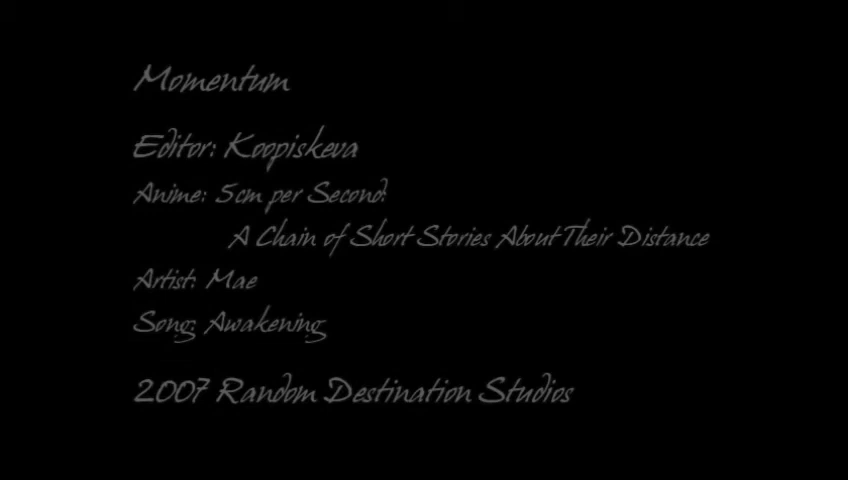 Momentum
Editor: Koopiskeva
Anime: 5cm per Second:
A Chain of Short Stories About Their Distance
Artist: Mae
Song: Awakening
2007 Random Destination Studios